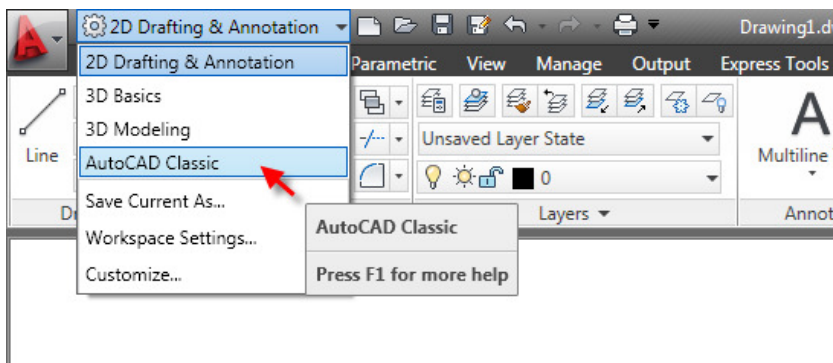 2D Drafting & Annotation
Drawing1.d
2D Drafting & Annotation
Parametric View Manage Output Express Tools
3D Basics
3D Modeling
Unsaved Layer State
Line
Multiline
AutoCAD Classic
0
Save Current As...
Layers
Annot
AutoCAD Classic
Workspace Settings...
Customize...
Press F1 for more help